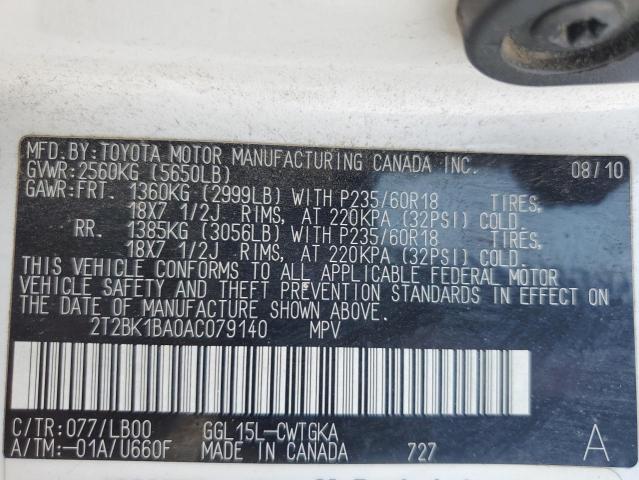 MFD.BY:TOYOTA MOTOR MANUFACTURING CANADA INC. 08/10
GVWR:2560KG (5650LB)
GAWR:FRT. 1360KG (2999LB) WITH P235/60R18 TIRES,
18X7 1/2J RIMS, AT 220KPA (32PSI) COLD.
RR. 1385KG (3056LB) WITH P235/60R18 TIRES,
18X7 1/2J RIMS, AT 220KPA (32PSI) COLD.
THIS VEHICLE CONFORMS TO ALL APPLICABLE FEDERAL MOTOR
VEHICLE SAFETY AND THEFT PREVENTION STANDARDS IN EFFECT ON
THE DATE OF MANUFACTURE SHOWN ABOVE.
2T2BK1BA0AC079140 MPV
C/TR:077/LB00 GGL15L-CWTGKA
A/TM:-01A/U660F MADE IN CANADA 727 A